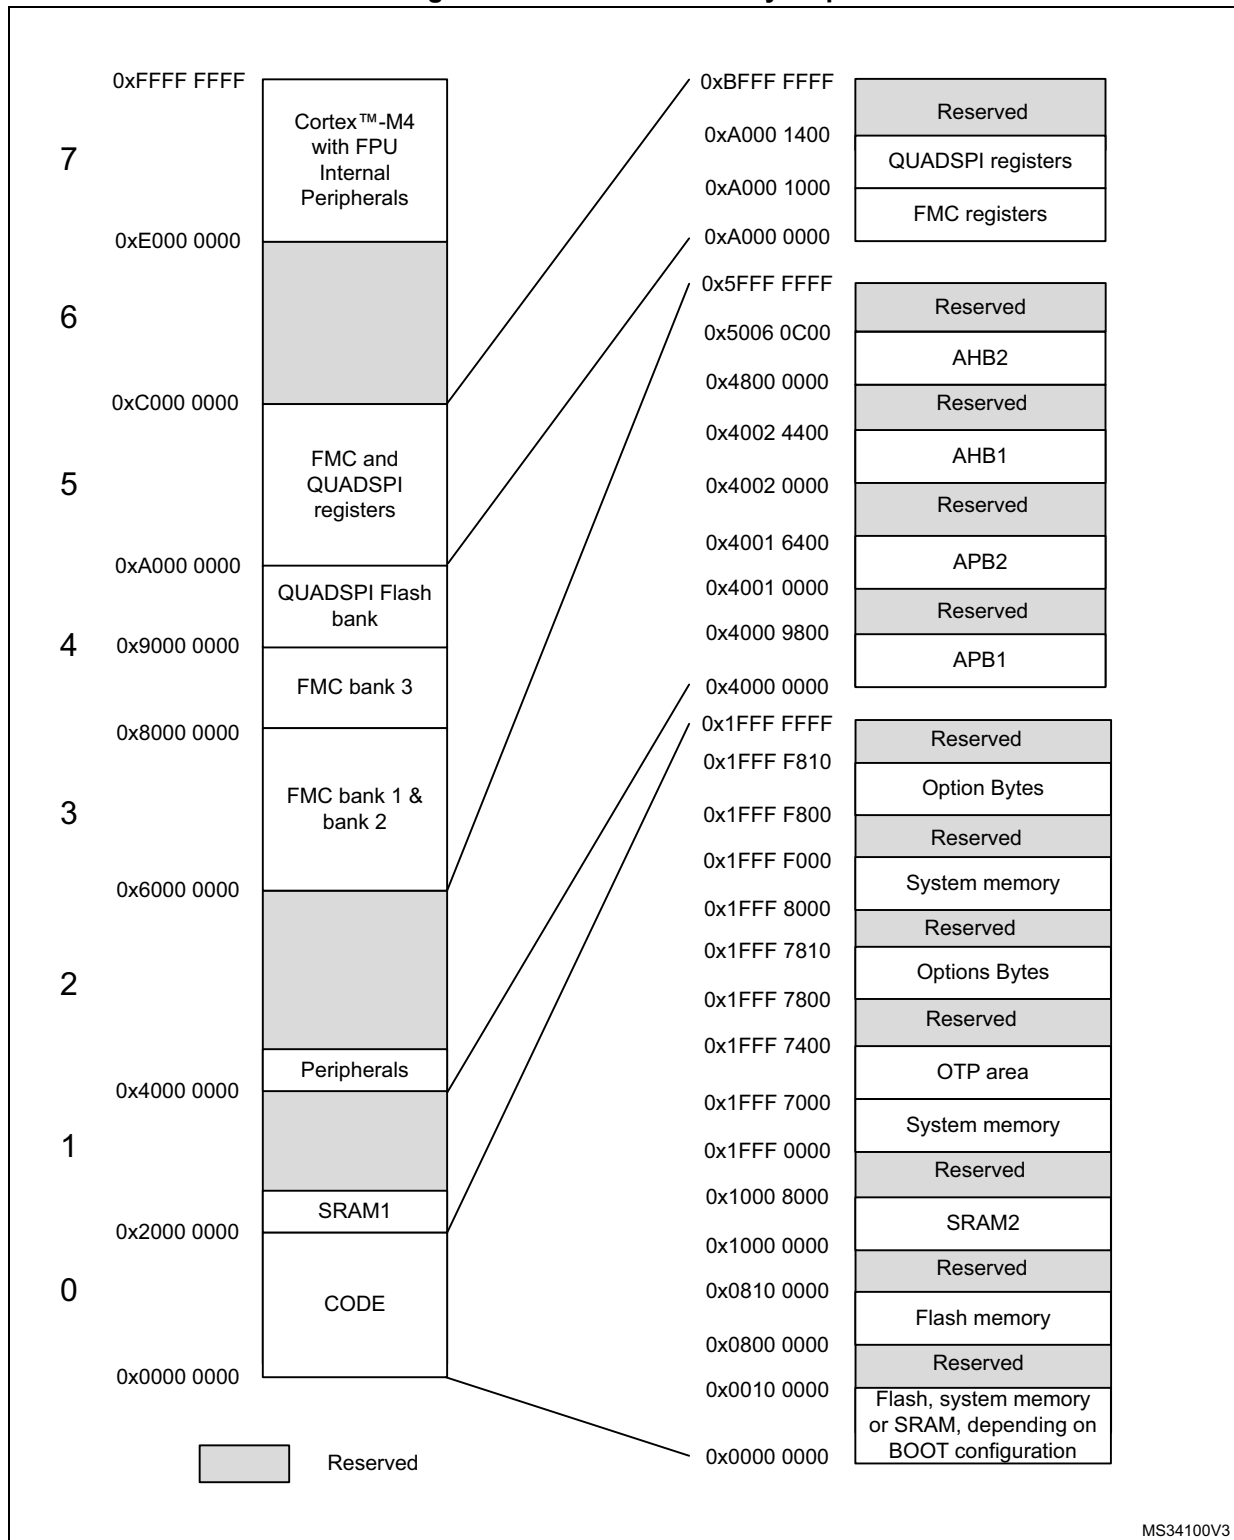 0xFFFF FFFF
7
Cortex™-M4
with FPU
Internal
Peripherals
0xE000 0000
6
0xC000 0000
5
FMC and
QUADSPI
registers
0xA000 0000
QUADSPI Flash
bank
4
0x9000 0000
FMC bank 3
0x8000 0000
3
FMC bank 1 &
bank 2
0x6000 0000
2
Peripherals
0x4000 0000
1
SRAM1
0x2000 0000
0
CODE
0x0000 0000
Reserved
0xBFFF FFFF
Reserved
0xA000 1400
QUADSPI registers
0xA000 1000
FMC registers
0xA000 0000
0x5FFF FFFF
Reserved
0x5006 0C00
AHB2
0x4800 0000
Reserved
0x4002 4400
AHB1
0x4002 0000
Reserved
0x4001 6400
APB2
0x4001 0000
Reserved
0x4000 9800
APB1
0x4000 0000
0x1FFF FFFF
Reserved
0x1FFF F810
Option Bytes
0x1FFF F800
Reserved
0x1FFF F000
System memory
0x1FFF 8000
Reserved
0x1FFF 7810
Options Bytes
0x1FFF 7800
Reserved
0x1FFF 7400
OTP area
0x1FFF 7000
System memory
0x1FFF 0000
Reserved
0x1000 8000
SRAM2
0x1000 0000
Reserved
0x0810 0000
Flash memory
0x0800 0000
Reserved
0x0010 0000
Flash, system memory
or SRAM, depending on
BOOT configuration
0x0000 0000
MS34100V3